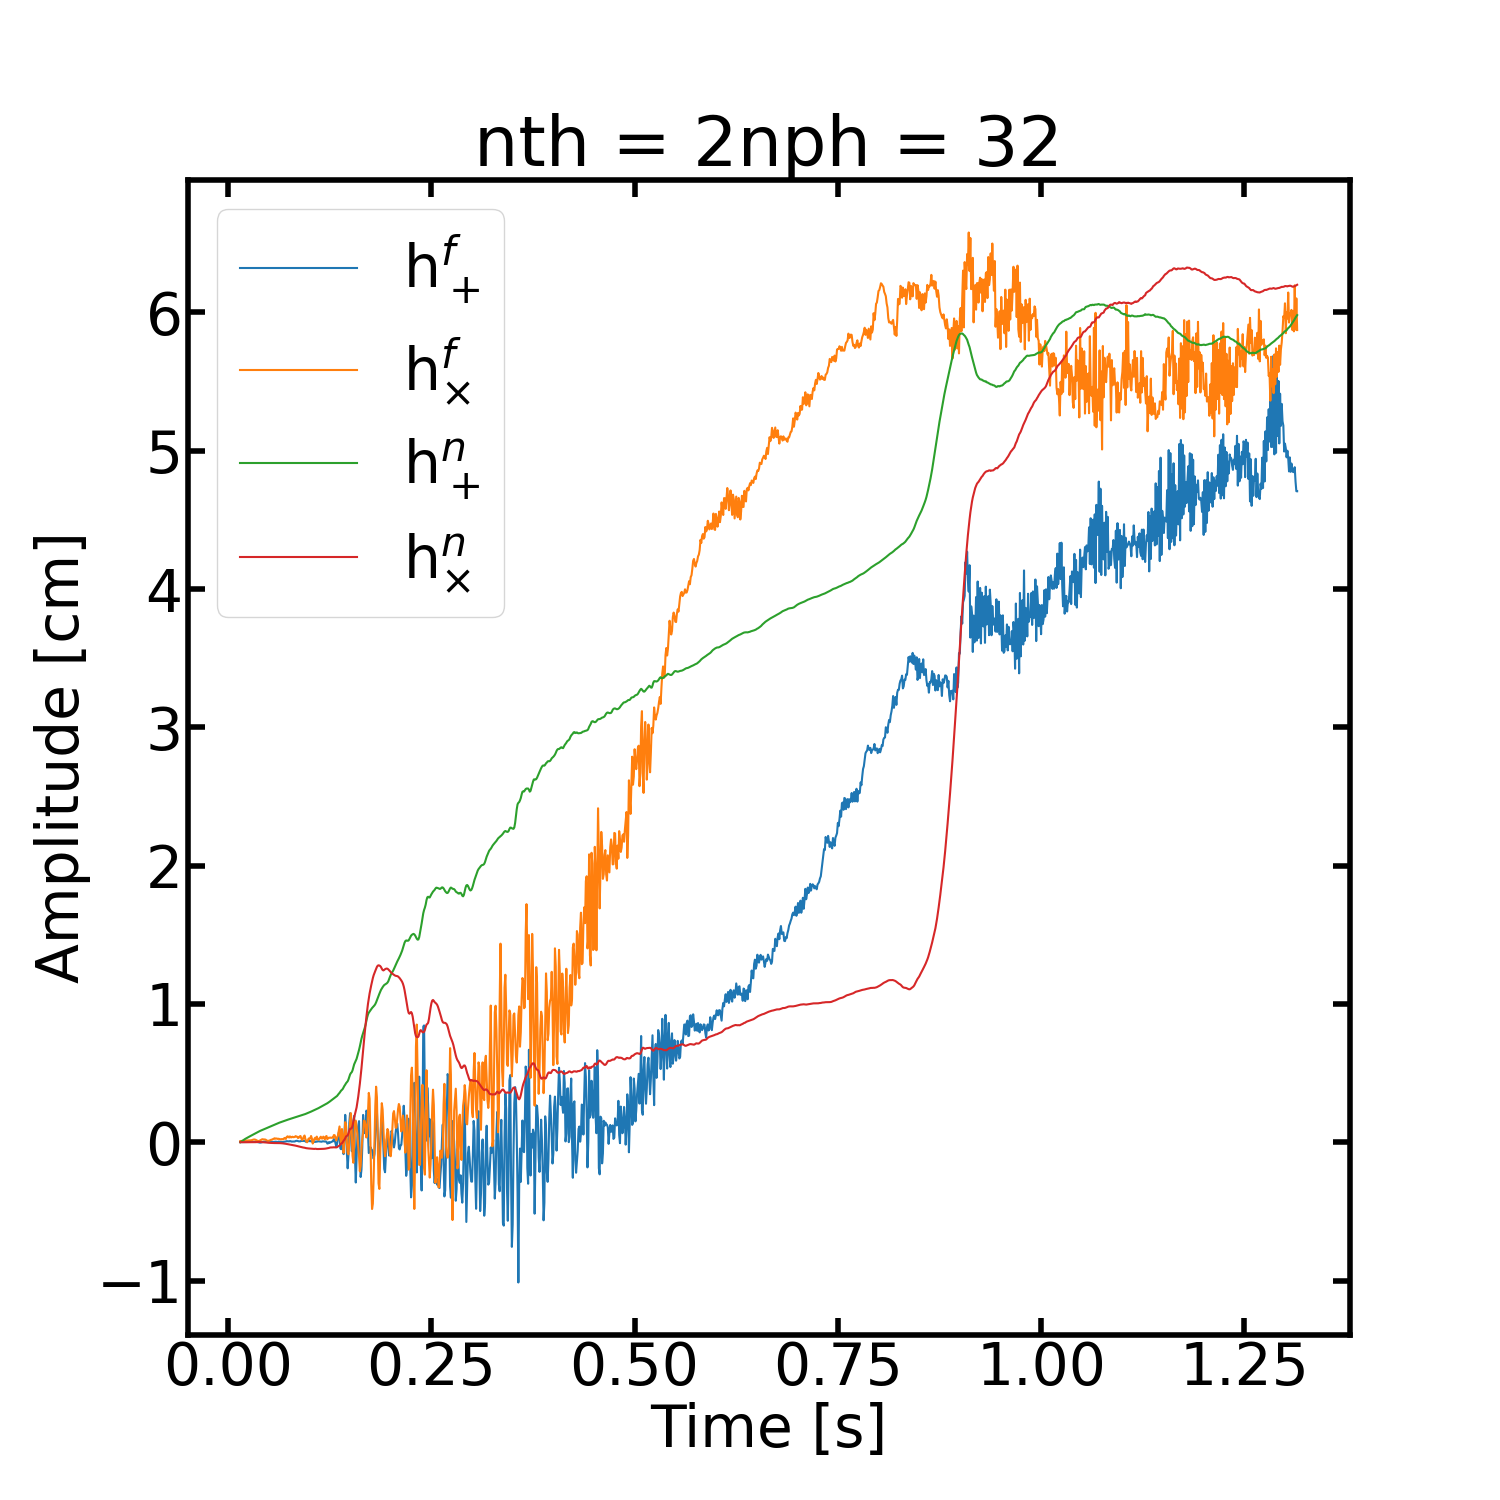 nth = 2nph = 32
h^f_+
h^f_×
h^n_+
h^n_×
Amplitude [cm]
6
5
4
3
2
1
0
−1
0.00 0.25 0.50 0.75 1.00 1.25
Time [s]